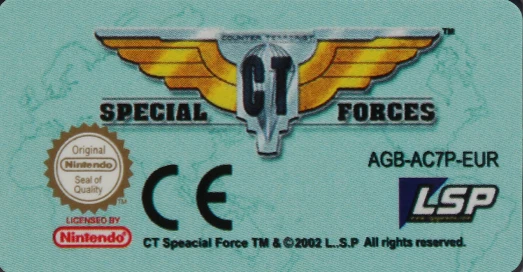 COUNTER TERRORIST
CT
TM
SPECIAL FORCES
AGB-AC7P-EUR
Original
Nintendo
Seal of
Quality
TM
LICENSED BY
Nintendo
CE
LSP
CT Speacial Force TM & ©2002 L..S.P All rights reserved.